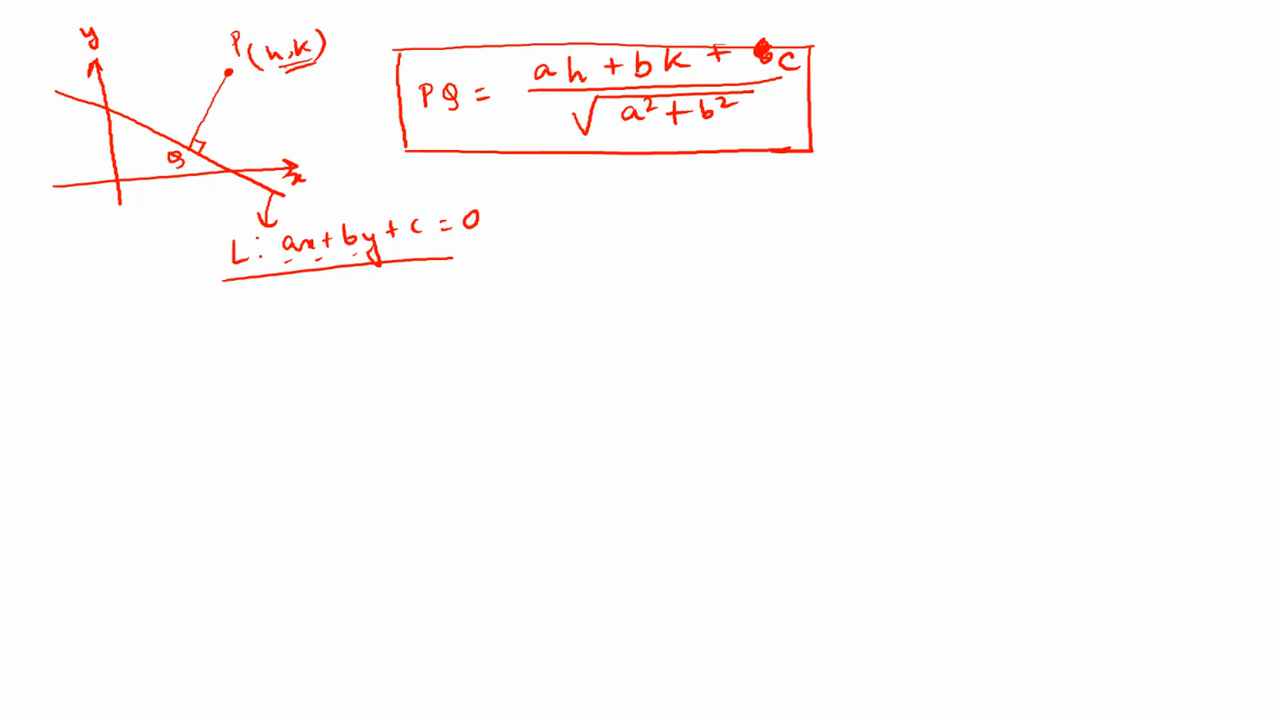 y
P(h,k)
PQ = ah + bk + c
√a² + b²
Q
x
L: ax + by + c = 0